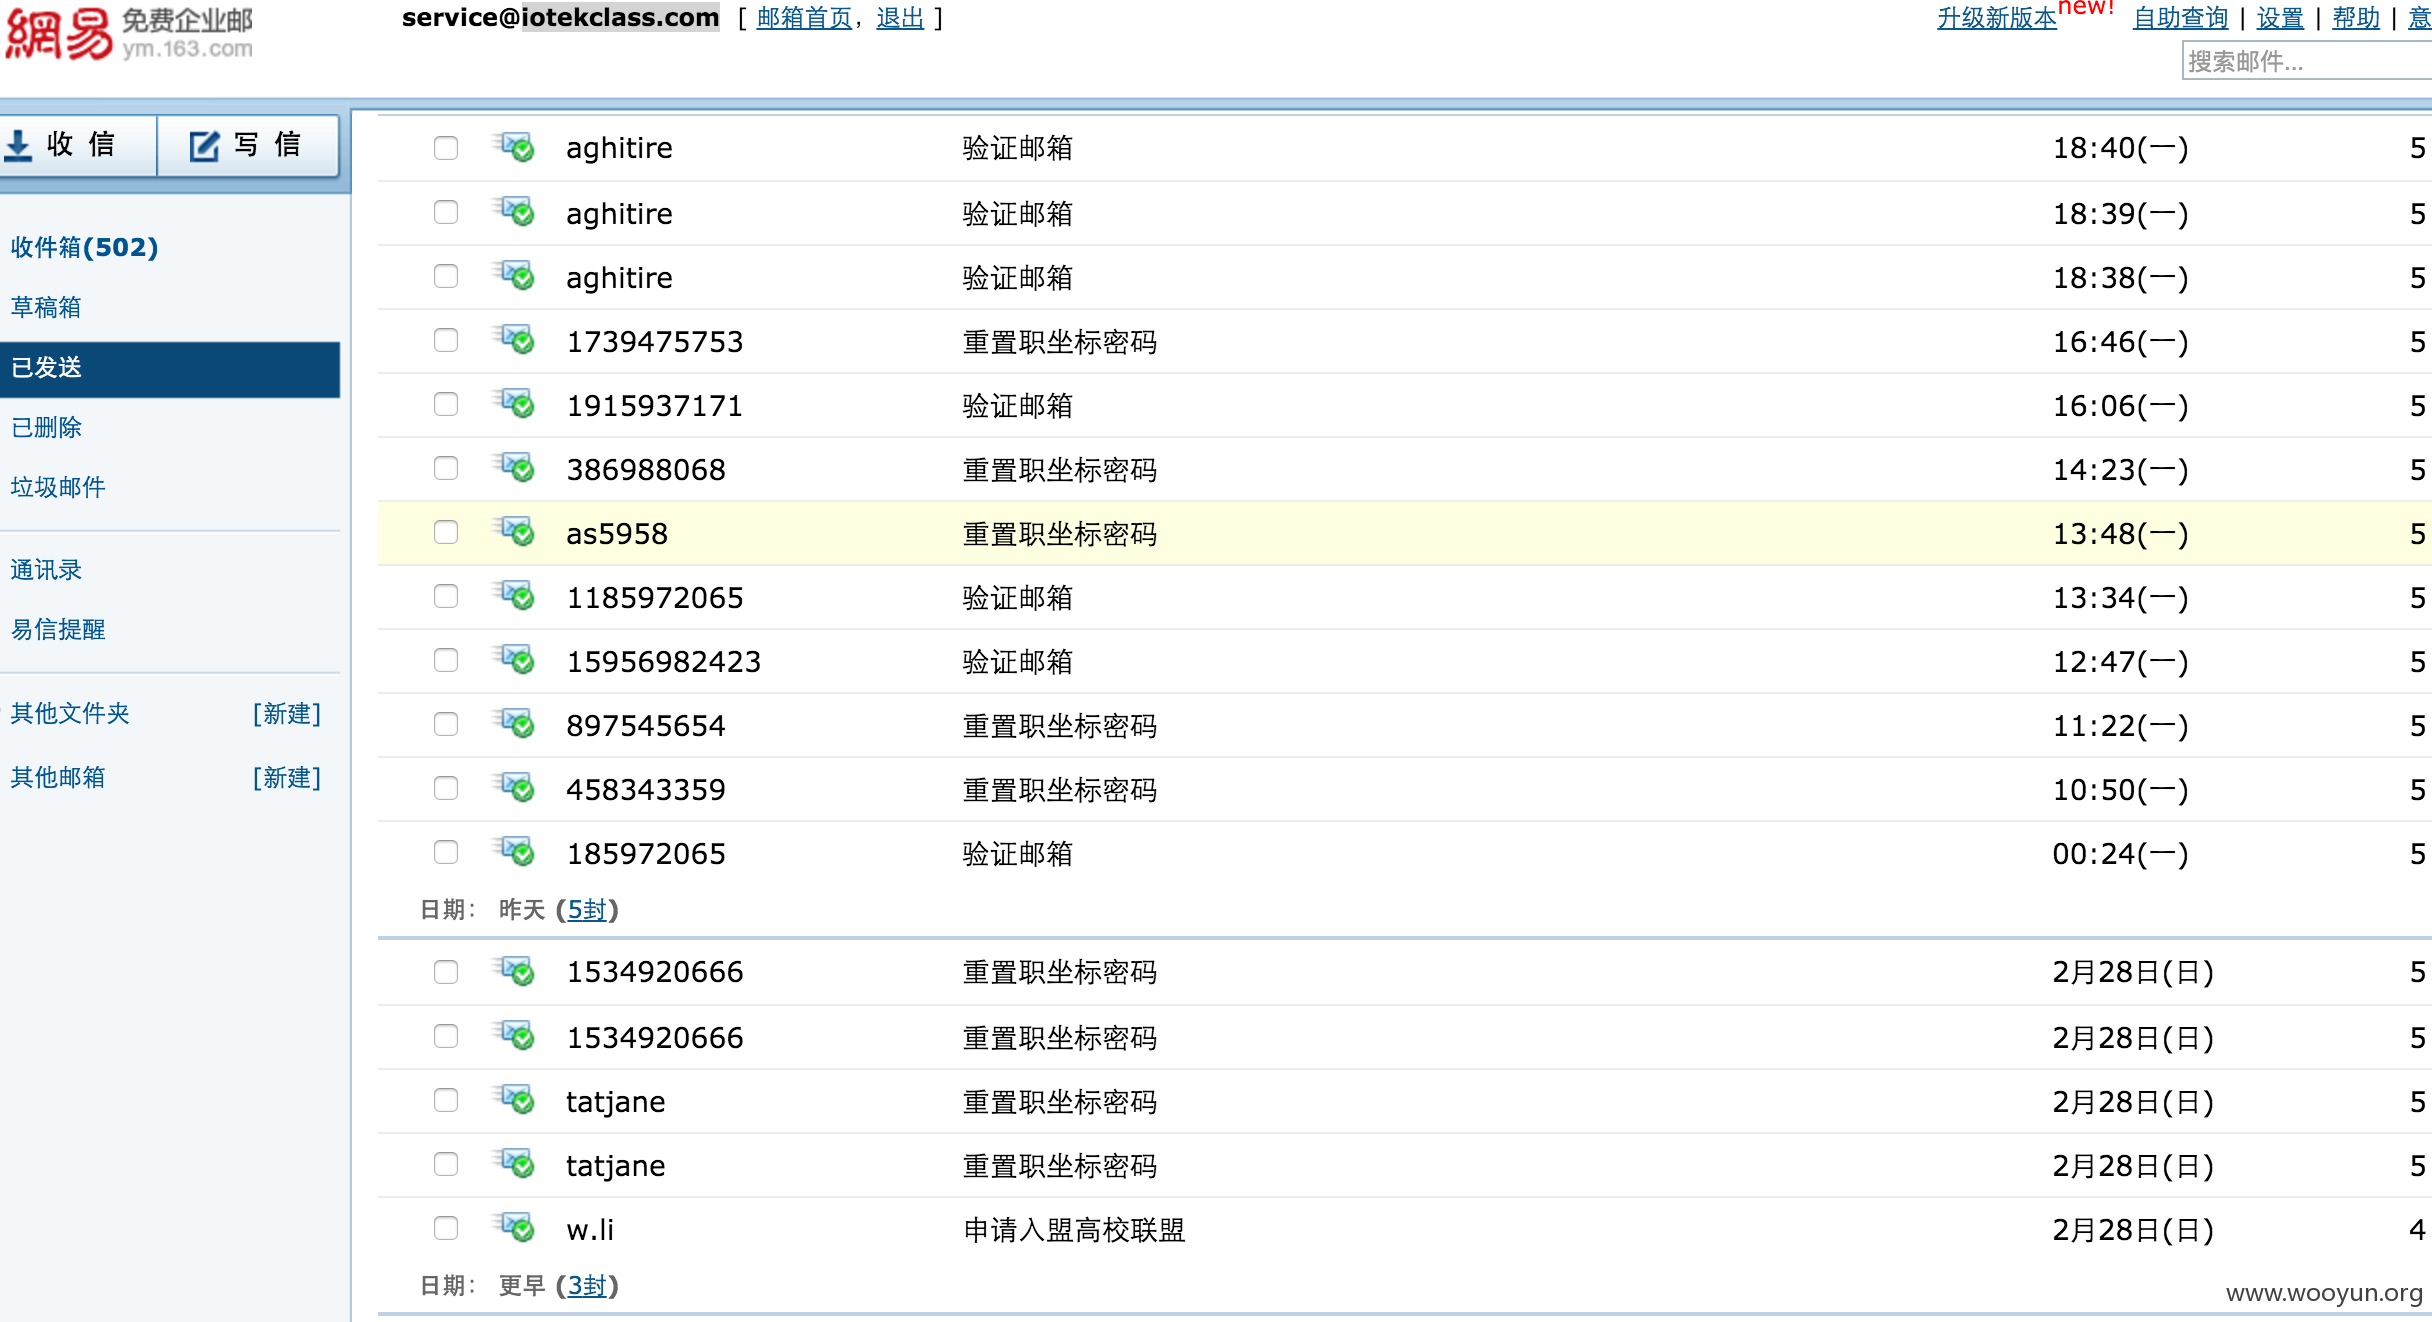 網易 免费企业邮 ym.163.com
service@iotekclass.com [ 邮箱首页, 退出 ]
升级新版本 new! 自助查询 | 设置 | 帮助 | 意
搜索邮件...
收 信 写 信
收件箱(502)
草稿箱
已发送
已删除
垃圾邮件
通讯录
易信提醒
其他文件夹 [新建]
其他邮箱 [新建]
aghitire 验证邮箱 18:40(一) 5
aghitire 验证邮箱 18:39(一) 5
aghitire 验证邮箱 18:38(一) 5
1739475753 重置职坐标密码 16:46(一) 5
1915937171 验证邮箱 16:06(一) 5
386988068 重置职坐标密码 14:23(一) 5
as5958 重置职坐标密码 13:48(一) 5
1185972065 验证邮箱 13:34(一) 5
15956982423 验证邮箱 12:47(一) 5
897545654 重置职坐标密码 11:22(一) 5
458343359 重置职坐标密码 10:50(一) 5
185972065 验证邮箱 00:24(一) 5
日期: 昨天 (5封)
1534920666 重置职坐标密码 2月28日(日) 5
1534920666 重置职坐标密码 2月28日(日) 5
tatjane 重置职坐标密码 2月28日(日) 5
tatjane 重置职坐标密码 2月28日(日) 5
w.li 申请入盟高校联盟 2月28日(日) 4
日期: 更早 (3封)
www.wooyun.org